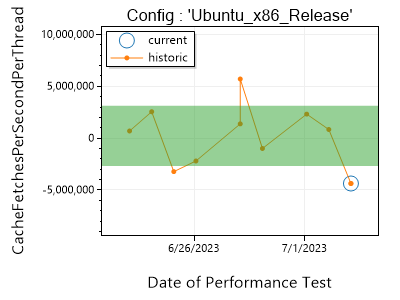 Config : 'Ubuntu_x86_Release'
CacheFetchesPerSecondPerThread
10,000,000
5,000,000
0
-5,000,000
current
historic
6/26/2023
7/1/2023
Date of Performance Test